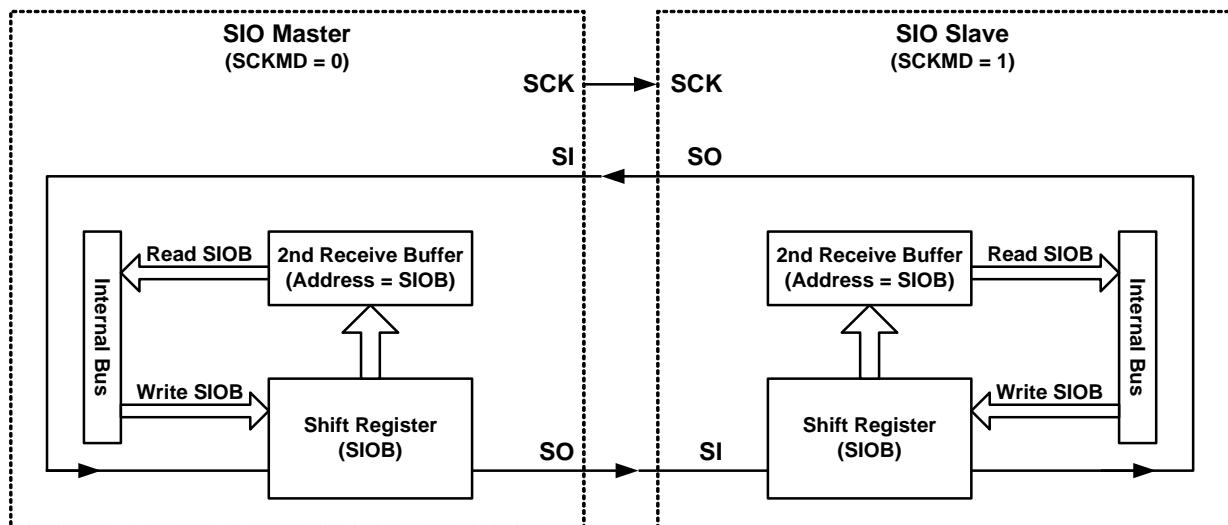 SIO Master
(SCKMD = 0)
SIO Slave
(SCKMD = 1)
SCK
SCK
SI
SO
Read SIOB
2nd Receive Buffer
(Address = SIOB)
Internal Bus
Write SIOB
Shift Register
(SIOB)
SO
2nd Receive Buffer
(Address = SIOB)
Read SIOB
Internal Bus
Write SIOB
Shift Register
(SIOB)
SI